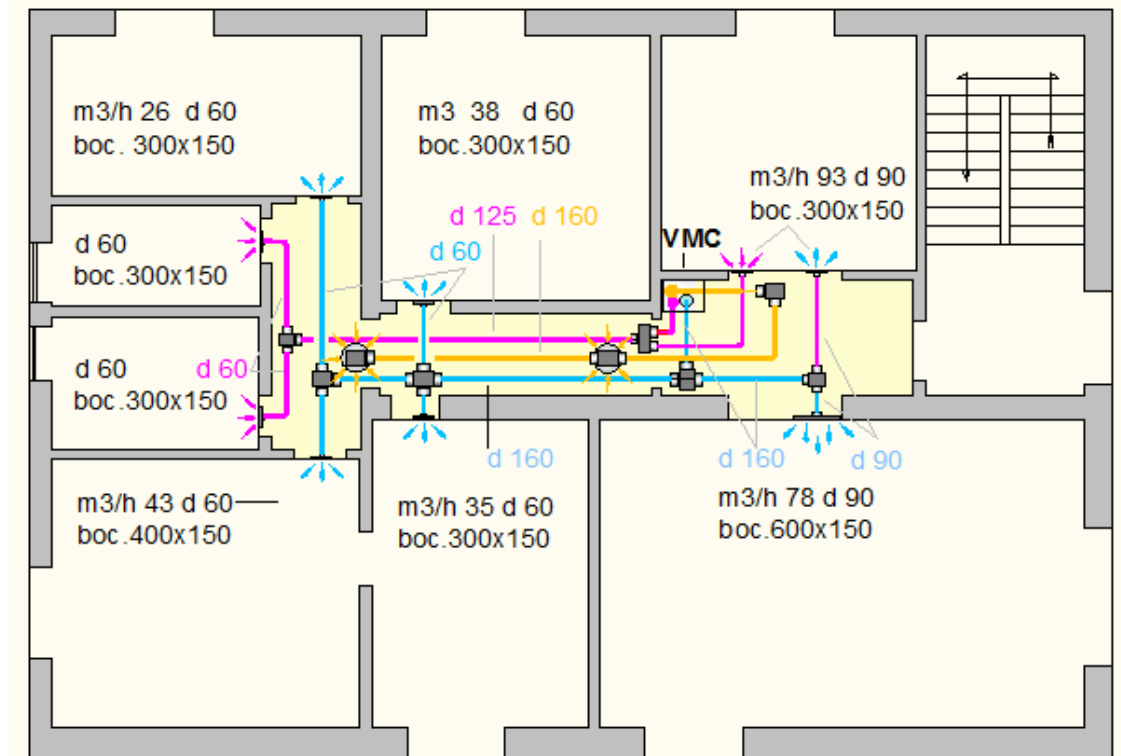 m3/h 26 d 60
boc. 300x150
m3 38 d 60
boc.300x150
m3/h 93 d 90
boc.300x150
d 125 d 160
VMC
d 60
d 60
boc.300x150
d 60
d 60
boc.300x150
d 160
d 160
d 90
m3/h 43 d 60
boc.400x150
m3/h 35 d 60
boc.300x150
m3/h 78 d 90
boc.600x150